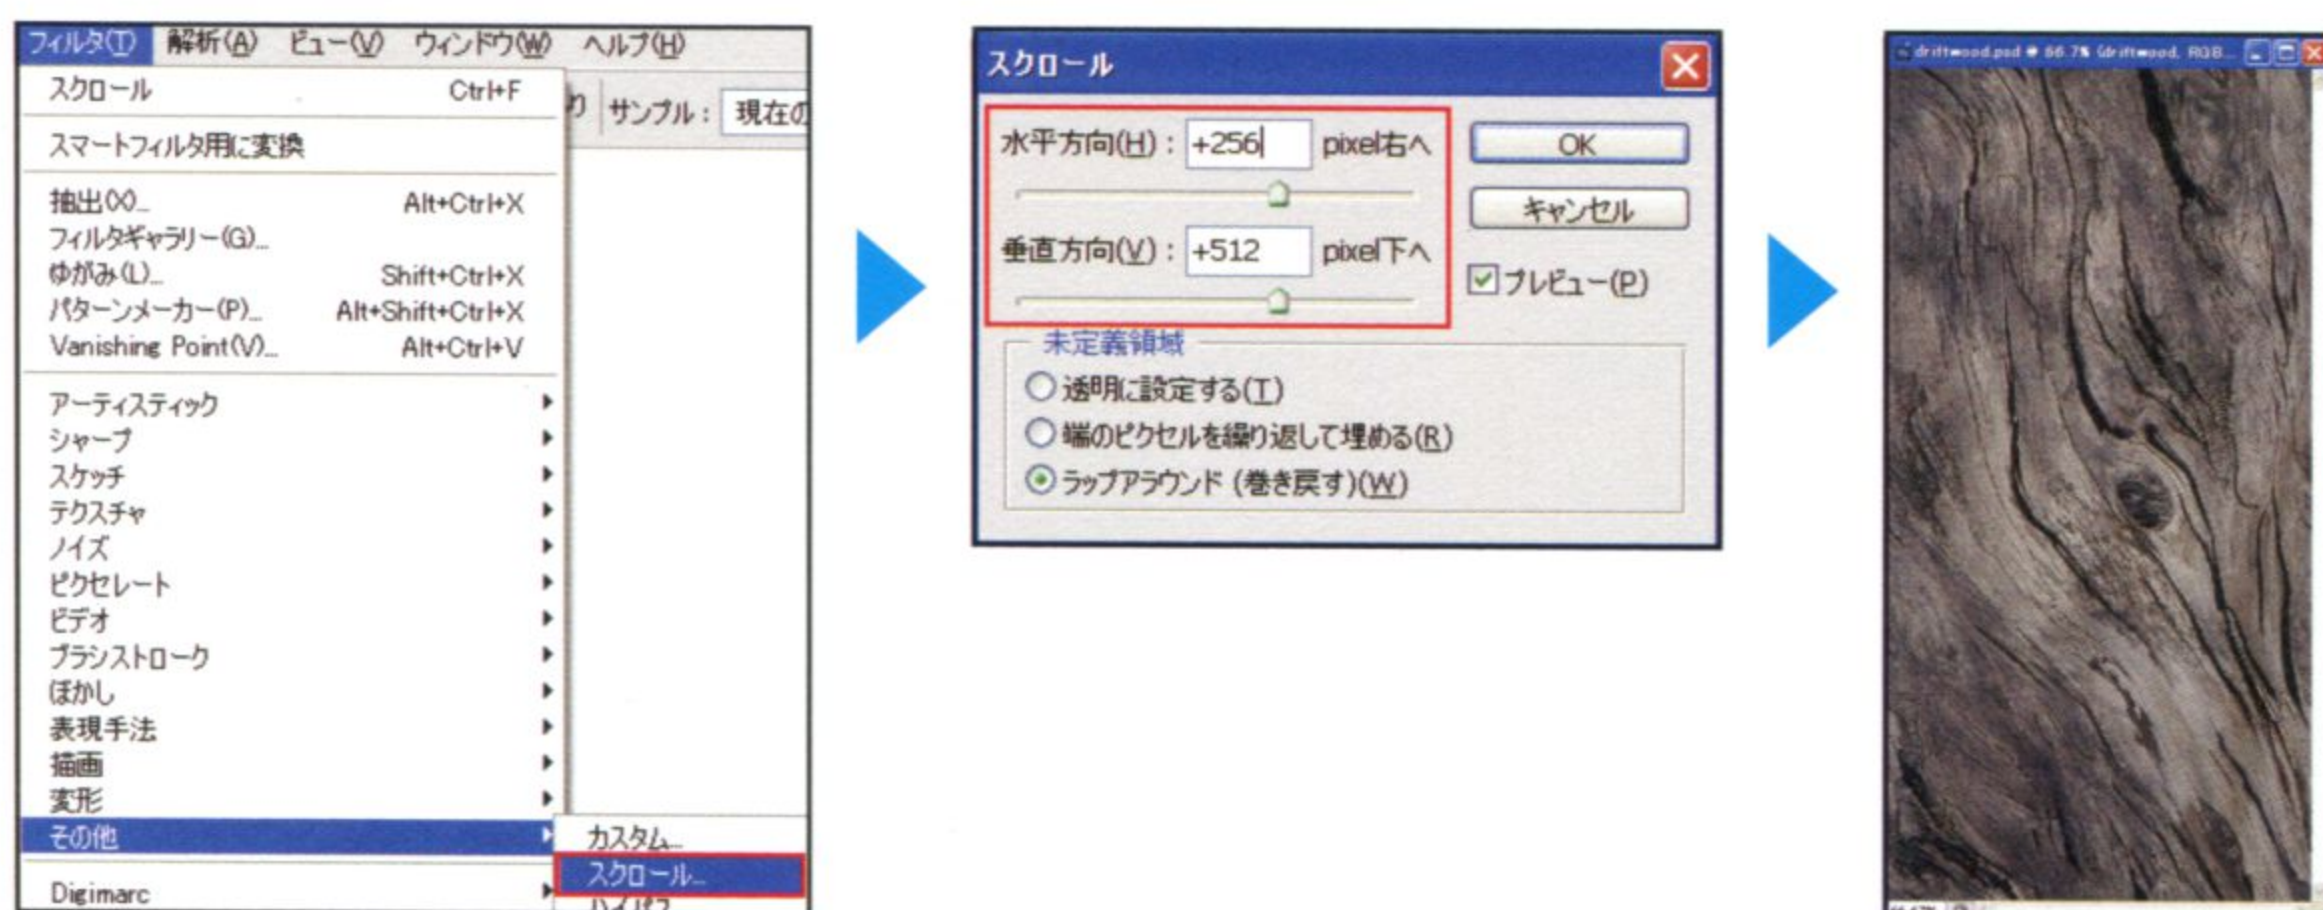 フィルタ(T) 解析(A) ビュー(V) ウィンドウ(W) ヘルプ(H)
スクロール Ctrl+F
サンプル： 現在の
スマートフィルタ用に変換
抽出(X)... Alt+Ctrl+X
フィルタギャラリー(G)...
ゆがみ(L)... Shift+Ctrl+X
パターンメーカー(P)... Alt+Shift+Ctrl+X
Vanishing Point(V)... Alt+Ctrl+V
アーティスティック
シャープ
スケッチ
テクスチャ
ノイズ
ピクセレート
ビデオ
ブラシストローク
ぼかし
表現手法
描画
変形
その他
Digimarc
カスタム...
スクロール...
ハイパス
スクロール
水平方向(H)： +256 pixel右へ
垂直方向(V)： +512 pixel下へ
OK
キャンセル
プレビュー(P)
未定義領域
透明に設定する(T)
端のピクセルを繰り返して埋める(R)
ラップアラウンド (巻き戻す)(W)
driftwood.psd @ 66.7% (driftwood, RGB...